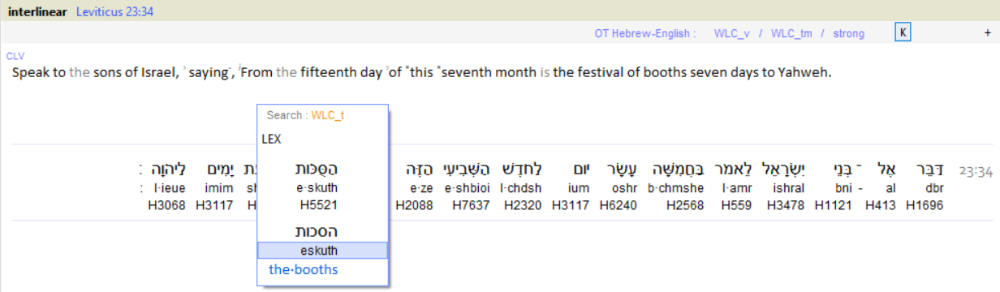 interlinear Leviticus 23:34
OT Hebrew-English : WLC_v / WLC_tm / strong K +
CLV
Speak to the sons of Israel, ʾ saying ̄, ⁱFrom the fifteenth day ʾof *this *seventh month is the festival of booths seven days to Yahweh.
Search : WLC_t
LEX
הַסֻּכּוֹת
e·skuth
H5521
הסכות
eskuth
the·booths
23:34 דַּבֵּר אֶל ־ בְּנֵי יִשְׂרָאֵל לֵאמֹר בַּחֲמִשָּׁה עָשָׂר יוֹם לַחֹדֶשׁ הַשְּׁבִיעִי הַזֶּה יָמִים לַיהוָה :
: l·ieue imim e·ze e·shbioi l·chdsh ium oshr b·chmshe l·amr ishral bni - al dbr
H3068 H3117 H2088 H7637 H2320 H3117 H6240 H2568 H559 H3478 H1121 H413 H1696